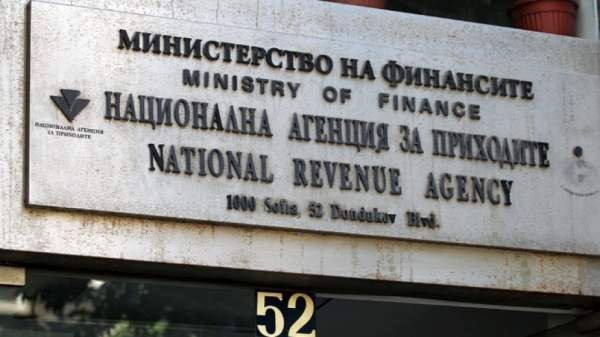 МИНИСТЕРСТВО НА ФИНАНСИТЕ
MINISTRY OF FINANCE
НАЦИОНАЛНА АГЕНЦИЯ ЗА ПРИХОДИТЕ
NATIONAL REVENUE AGENCY
1000 Sofia, 52 Dondukov Blvd.
НАЦИОНАЛНА АГЕНЦИЯ
ЗА ПРИХОДИТЕ
52